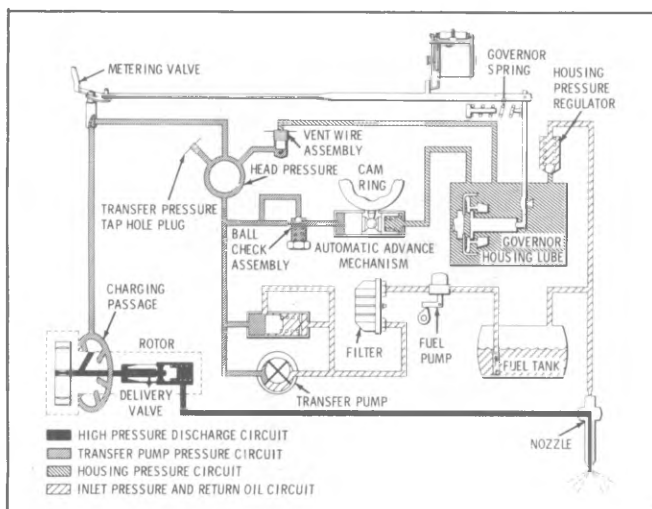 METERING VALVE
GOVERNOR
SPRING
HOUSING
PRESSURE
REGULATOR
VENT WIRE
ASSEMBLY
HEAD PRESSURE
CAM
RING
TRANSFER PRESSURE
TAP HOLE PLUG
BALL
CHECK
ASSEMBLY
AUTOMATIC ADVANCE
MECHANISM
GOVERNOR
HOUSING LUBE
CHARGING
PASSAGE
ROTOR
FILTER
FUEL
PUMP
FUEL TANK
DELIVERY
VALVE
TRANSFER PUMP
NOZZLE
HIGH PRESSURE DISCHARGE CIRCUIT
TRANSFER PUMP PRESSURE CIRCUIT
HOUSING PRESSURE CIRCUIT
INLET PRESSURE AND RETURN OIL CIRCUIT